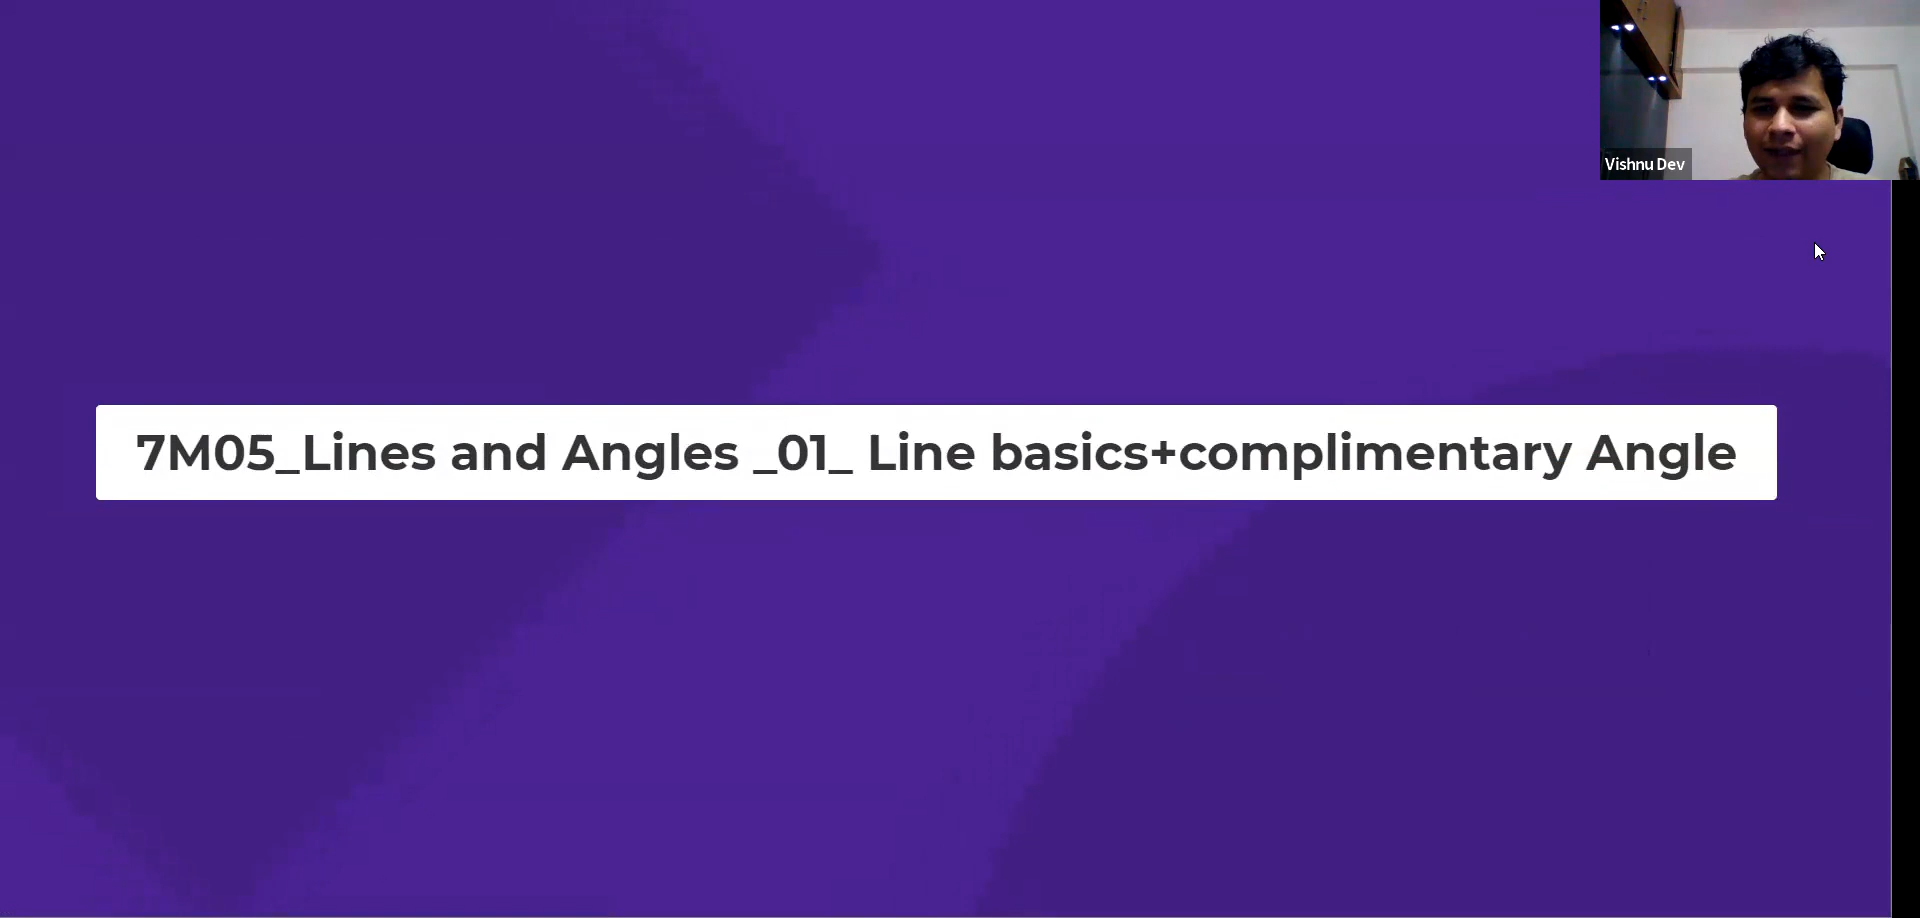 Vishnu Dev
7M05_Lines and Angles _01_ Line basics+complimentary Angle